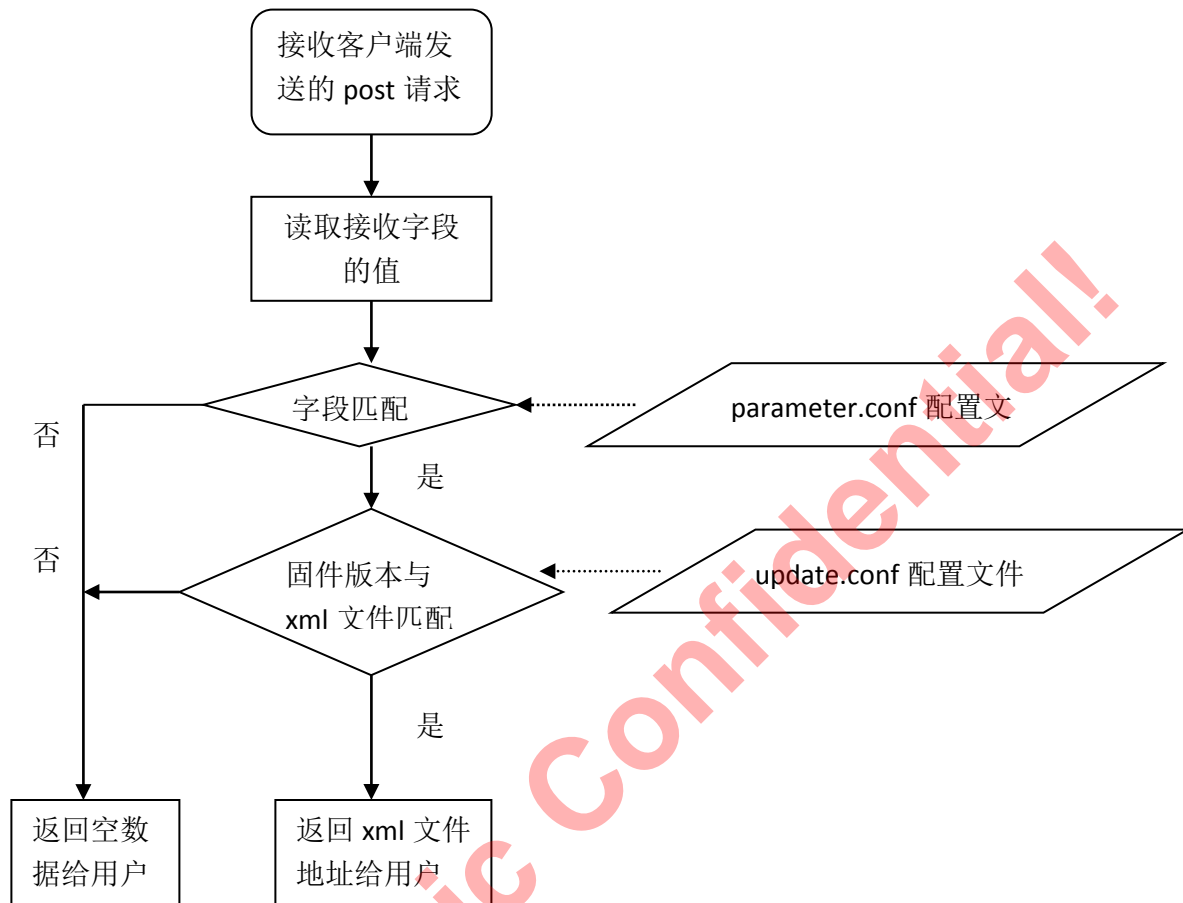 接收客户端发
送的 post 请求
读取接收字段
的值
字段匹配
parameter.conf 配置文
否
是
固件版本与
xml 文件匹配
update.conf 配置文件
否
是
返回空数
据给用户
返回 xml 文件
地址给用户
ic Confidential!